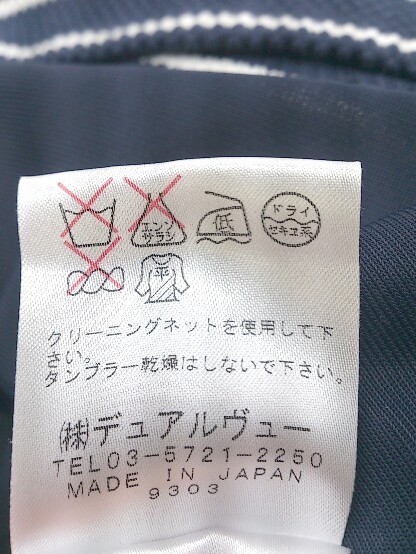 エンソ
サラシ
低
ドライ
セキユ系
平
クリーニングネットを使用して下
さい。
タンブラー乾燥はしないで下さい。
(株)デュアルヴュー
TEL03-5721-2250
MADE IN JAPAN
9303